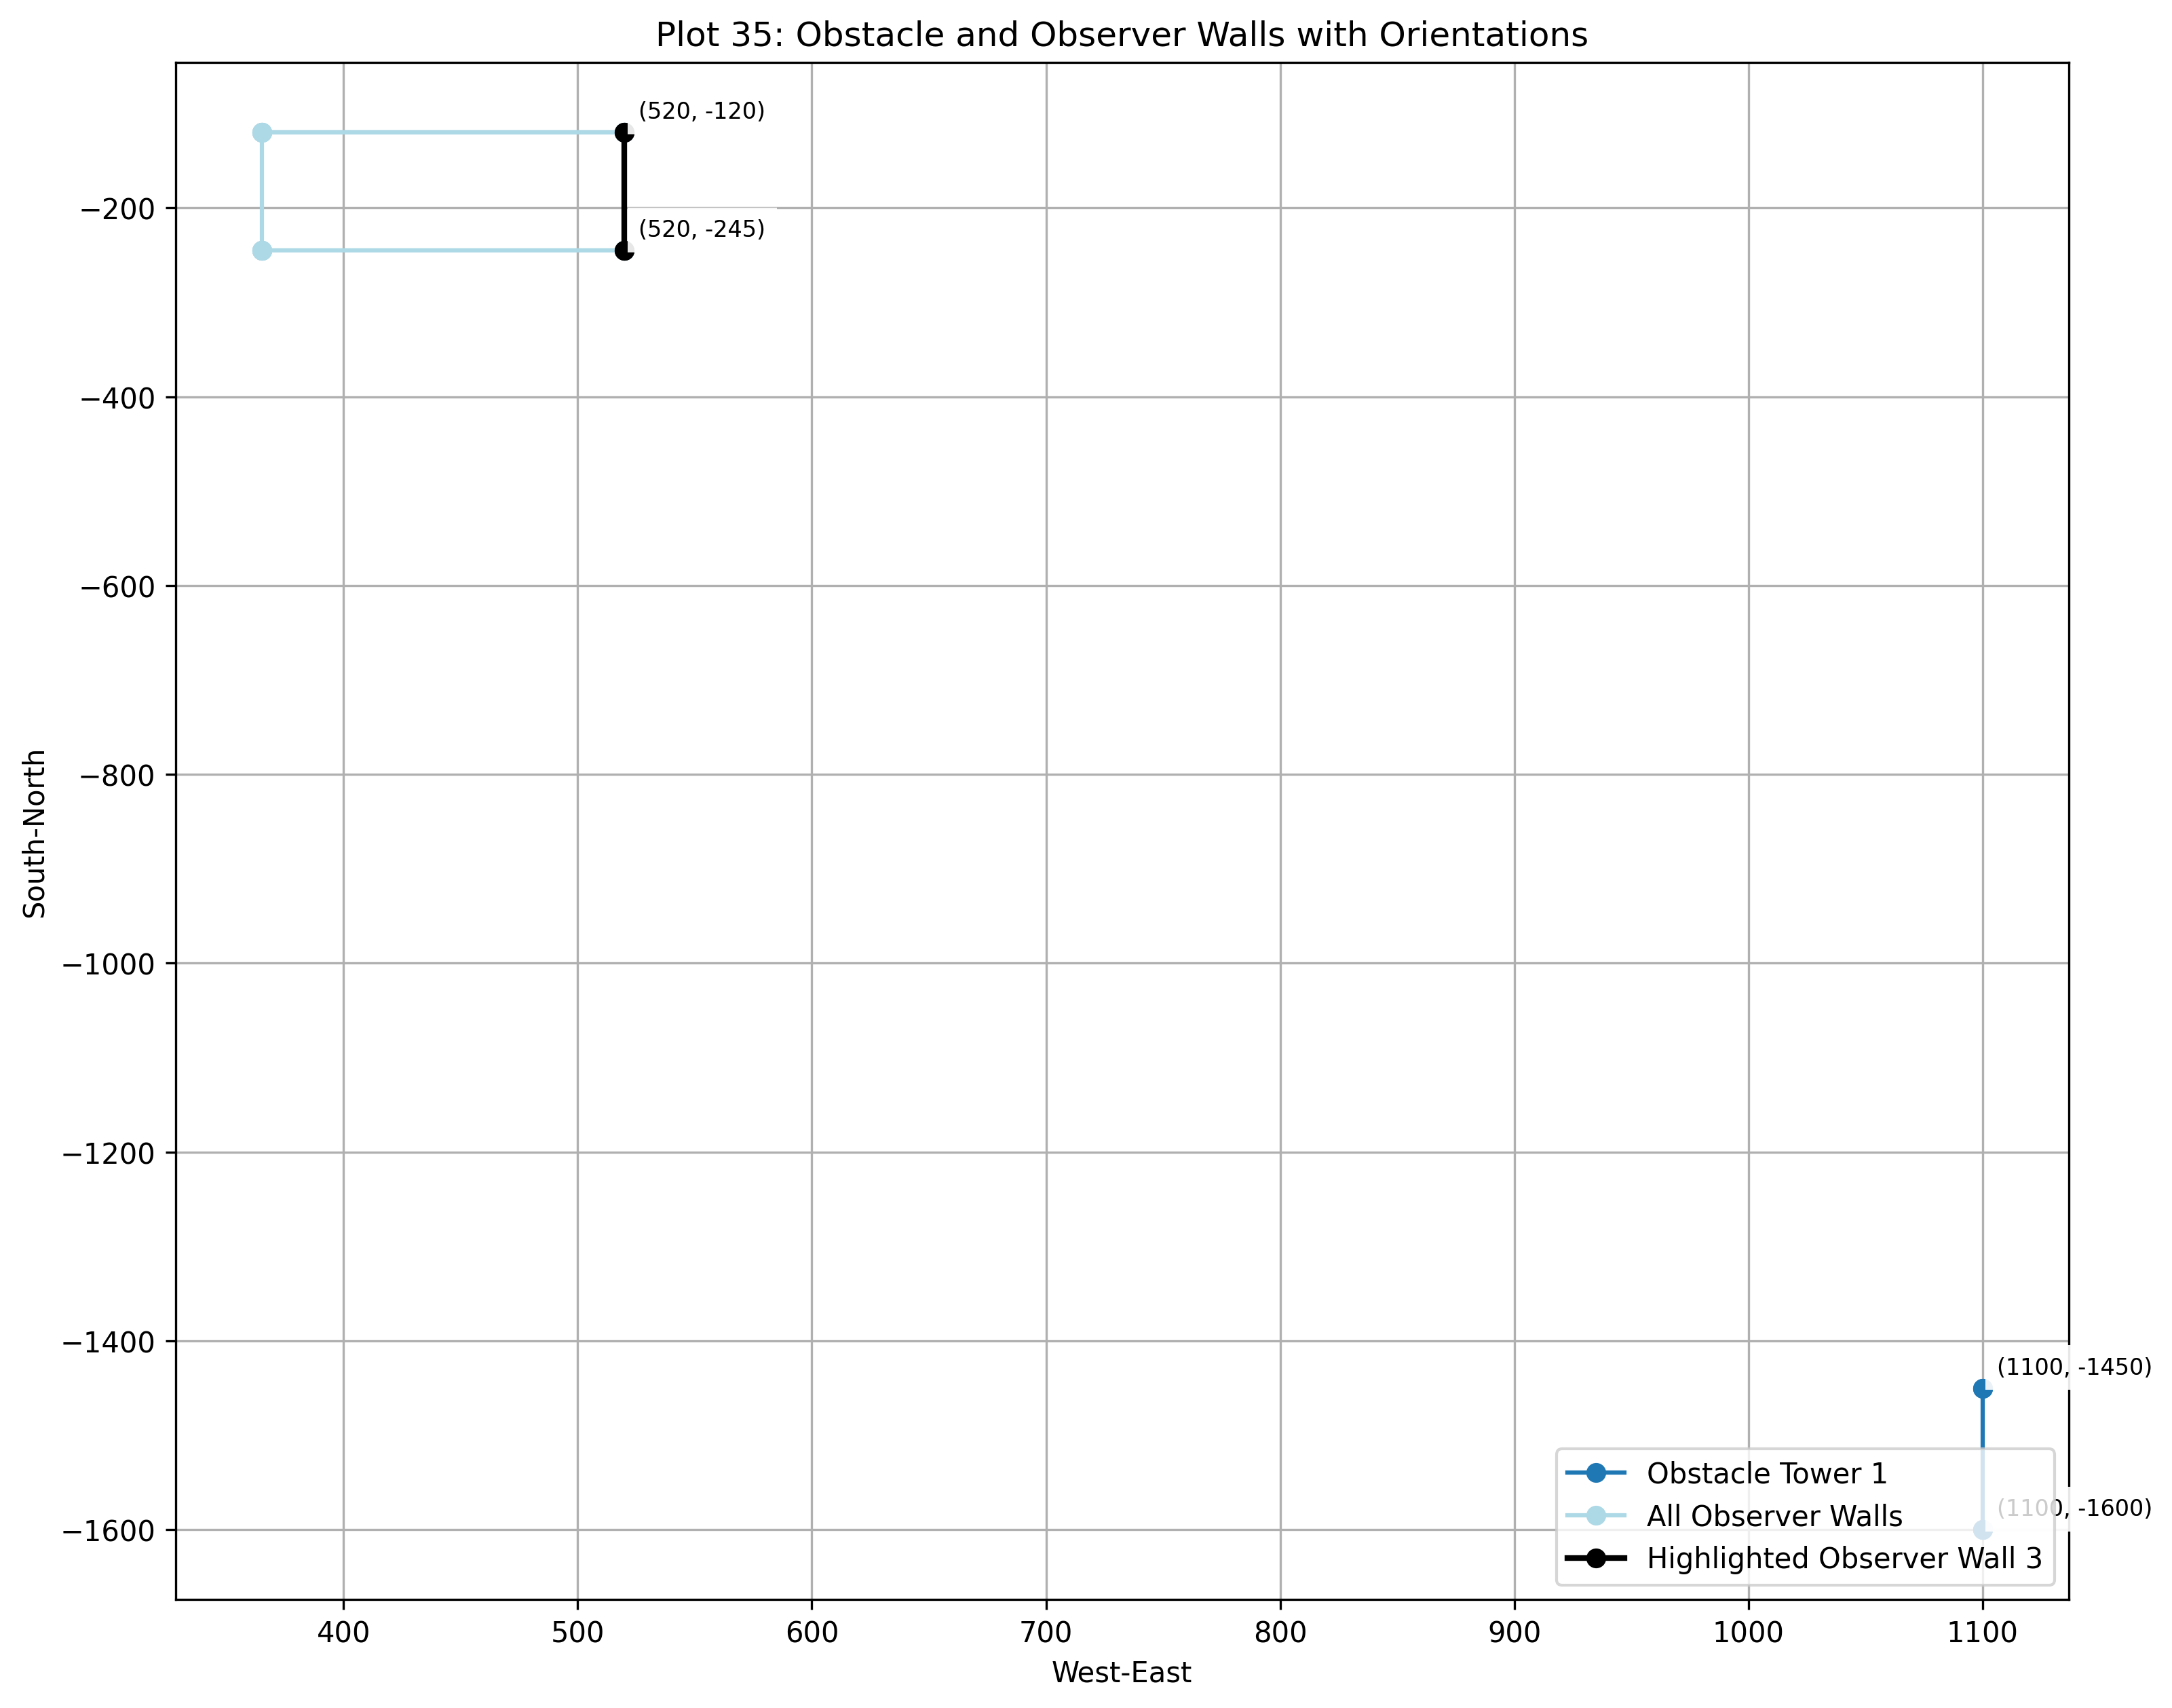 Plot 35: Obstacle and Observer Walls with Orientations
(520, -120)
(520, -245)
−200
−400
−600
−800
−1000
−1200
−1400
−1600
South-North
(1100, -1450)
(1100, -1600)
Obstacle Tower 1
All Observer Walls
Highlighted Observer Wall 3
400 500 600 700 800 900 1000 1100
West-East